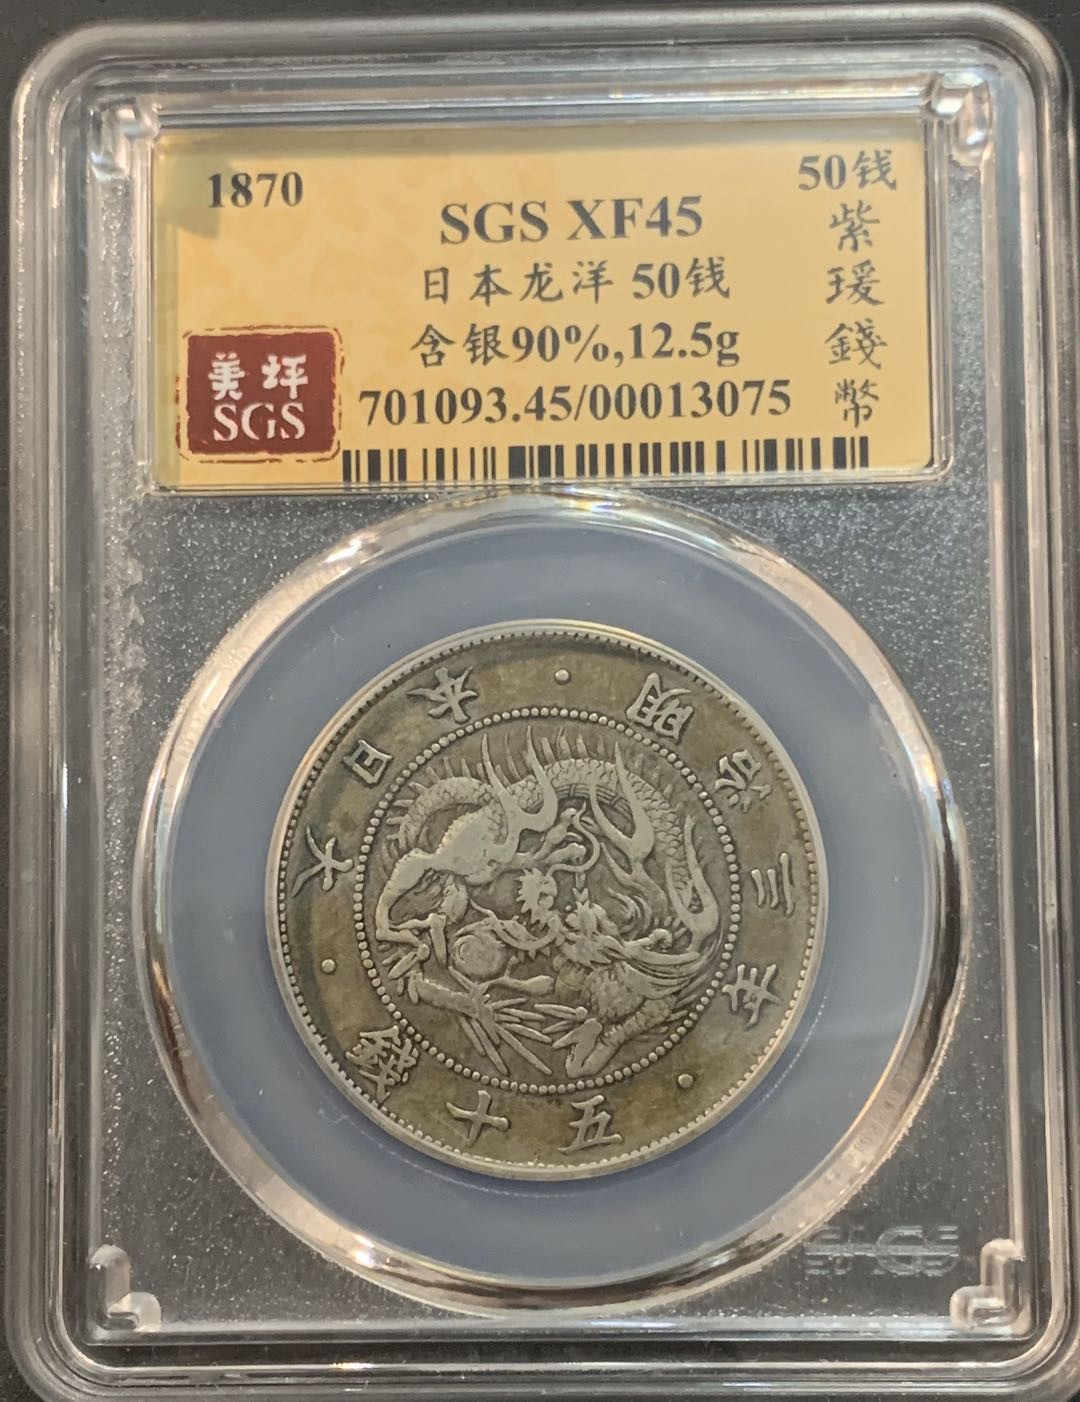 1870
50钱
SGS XF45
日本龙洋 50钱
含银90%,12.5g
701093.45/00013075
紫瑗錢幣
美坪
SGS
大日本
明治三年
五十錢